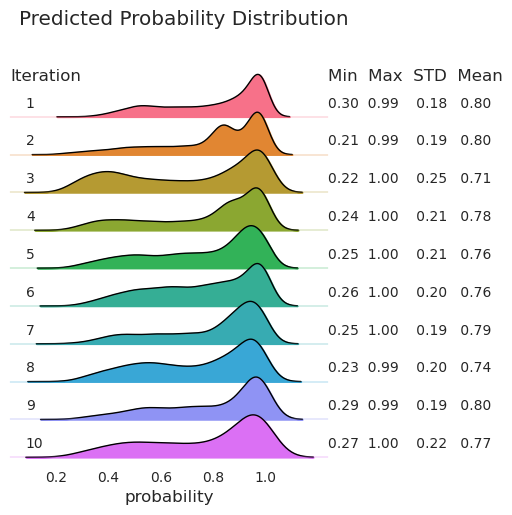 Predicted Probability Distribution
Iteration Min Max STD Mean
1 0.30 0.99 0.18 0.80
2 0.21 0.99 0.19 0.80
3 0.22 1.00 0.25 0.71
4 0.24 1.00 0.21 0.78
5 0.25 1.00 0.21 0.76
6 0.26 1.00 0.20 0.76
7 0.25 1.00 0.19 0.79
8 0.23 0.99 0.20 0.74
9 0.29 0.99 0.19 0.80
10 0.27 1.00 0.22 0.77
0.2 0.4 0.6 0.8 1.0
probability